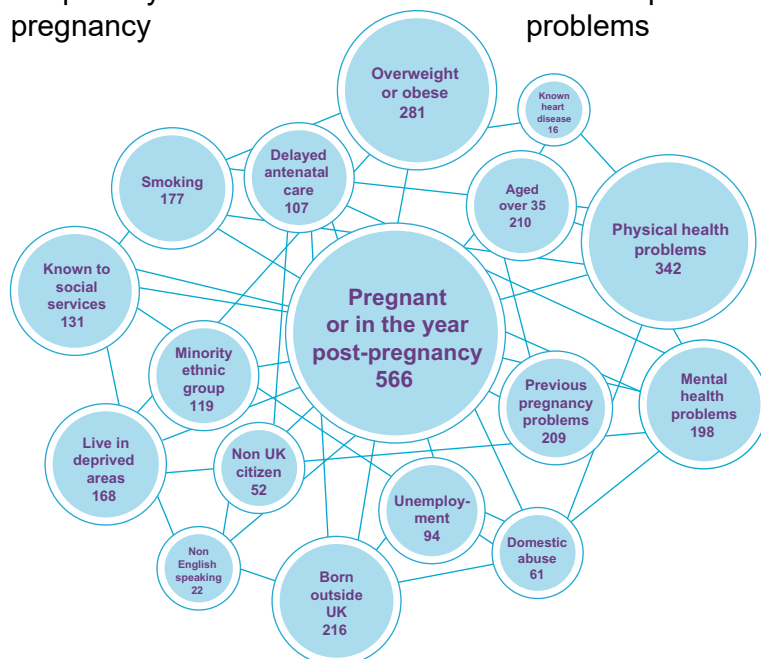 pregnancy
problems
Overweight
or obese
281
Known
heart
disease
16
Delayed
antenatal
care
107
Smoking
177
Aged
over 35
210
Physical health
problems
342
Known to
social
services
131
Pregnant
or in the year
post-pregnancy
566
Minority
ethnic
group
119
Previous
pregnancy
problems
209
Mental
health
problems
198
Live in
deprived
areas
168
Non UK
citizen
52
Unemploy-
ment
94
Non
English
speaking
22
Domestic
abuse
61
Born
outside
UK
216